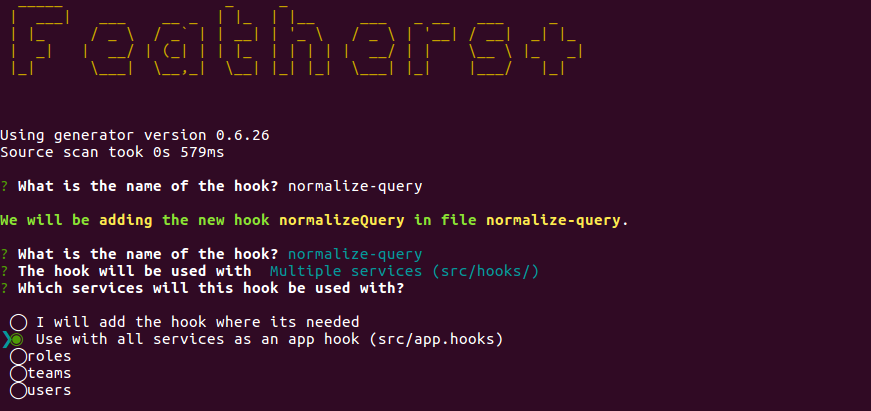 Feathers+
Using generator version 0.6.26
Source scan took 0s 579ms
? What is the name of the hook? normalize-query
We will be adding the new hook normalizeQuery in file normalize-query.
? What is the name of the hook? normalize-query
? The hook will be used with  Multiple services (src/hooks/)
? Which services will this hook be used with?
◯ I will add the hook where its needed
❯◉ Use with all services as an app hook (src/app.hooks)
◯roles
◯teams
◯users